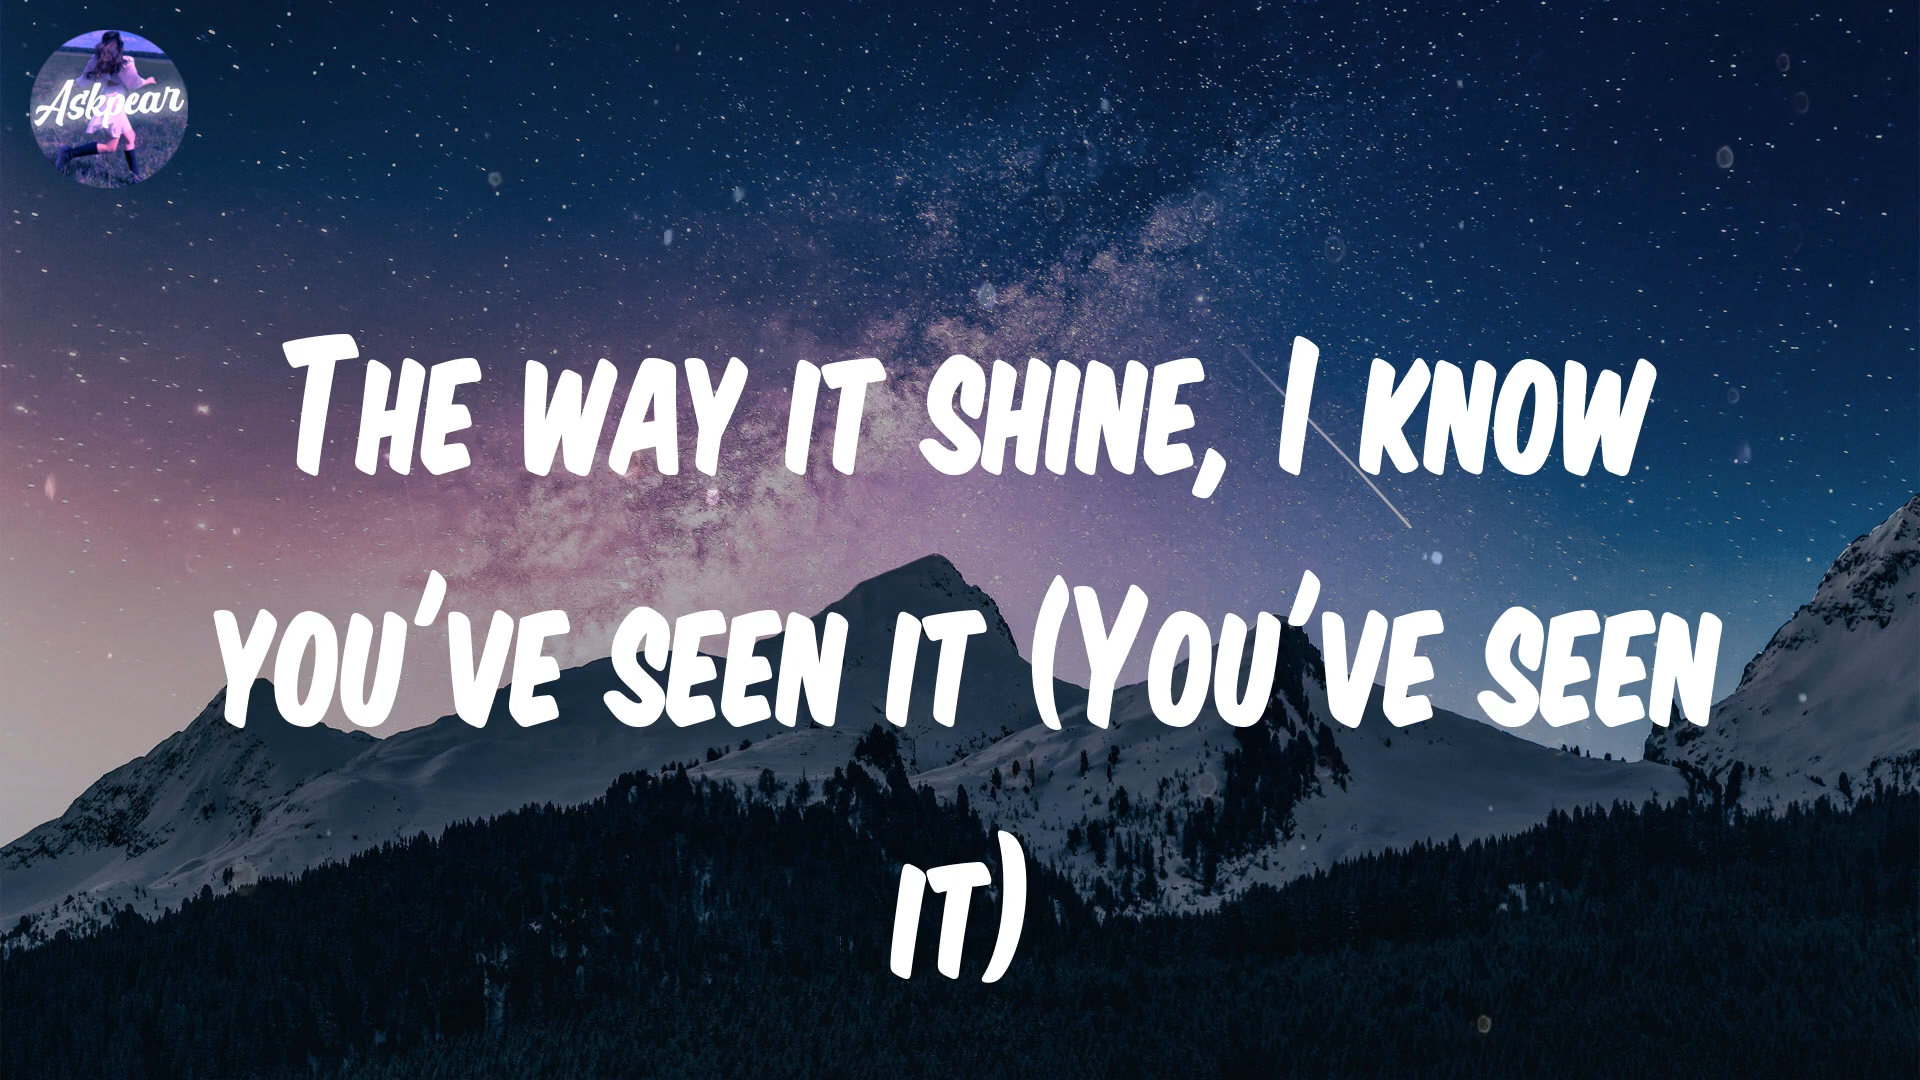 Askpear
The way it shine, I know
you've seen it (You've seen
it)